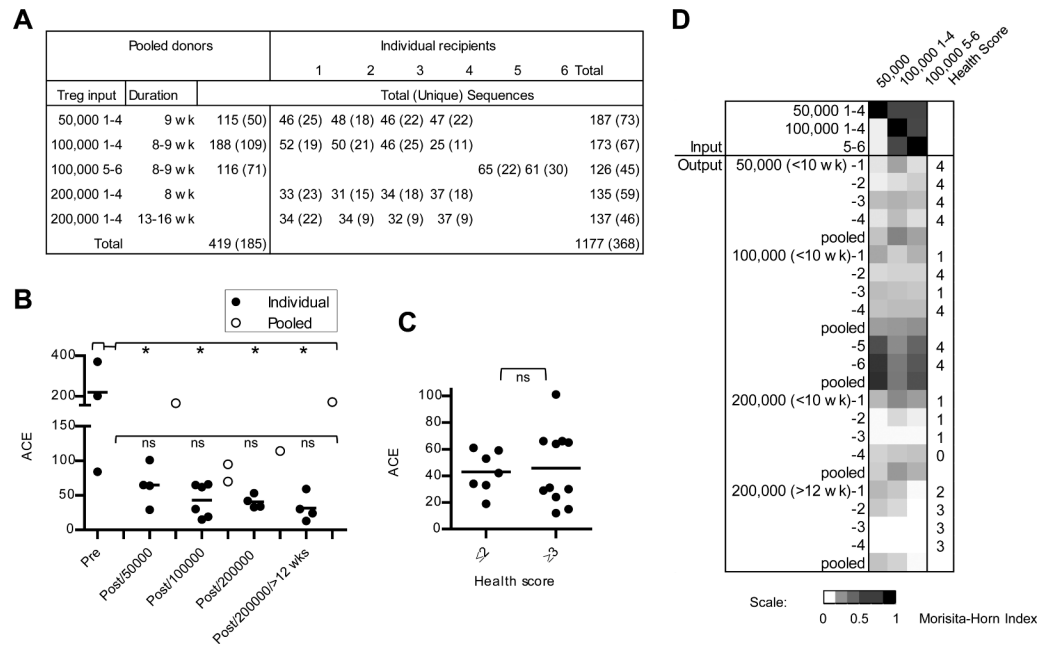 A
Pooled donors Individual recipients
1 2 3 4 5 6 Total
Treg input Duration Total (Unique) Sequences
50,000 1-4 9 wk 115 (50) 46 (25) 48 (18) 46 (22) 47 (22) 187 (73)
100,000 1-4 8-9 wk 188 (109) 52 (19) 50 (21) 46 (25) 25 (11) 173 (67)
100,000 5-6 8-9 wk 116 (71) 65 (22) 61 (30) 126 (45)
200,000 1-4 8 wk 33 (23) 31 (15) 34 (18) 37 (18) 135 (59)
200,000 1-4 13-16 wk 34 (22) 34 (9) 32 (9) 37 (9) 137 (46)
Total 419 (185) 1177 (368)
B
Individual
Pooled
* * * *
400
200
150
ns ns ns ns
100
50
0
ACE
Pre
Post/50000
Post/100000
Post/200000
Post/200000/>12 wks
C
ns
100
80
60
40
20
0
ACE
≤2
≥3
Health score
D
50,000
100,000 1-4
100,000 5-6
Health Score
50,000 1-4
100,000 1-4
Input 5-6
Output 50,000 (<10 wk) -1 4
-2 4
-3 4
-4 4
pooled
100,000 (<10 wk)-1 1
-2 4
-3 1
-4 4
pooled
-5 4
-6 4
pooled
200,000 (<10 wk)-1 1
-2 1
-3 1
-4 0
pooled
200,000 (>12 wk)-1 2
-2 3
-3 3
-4 3
pooled
Scale:
0 0.5 1 Morisita-Horn Index